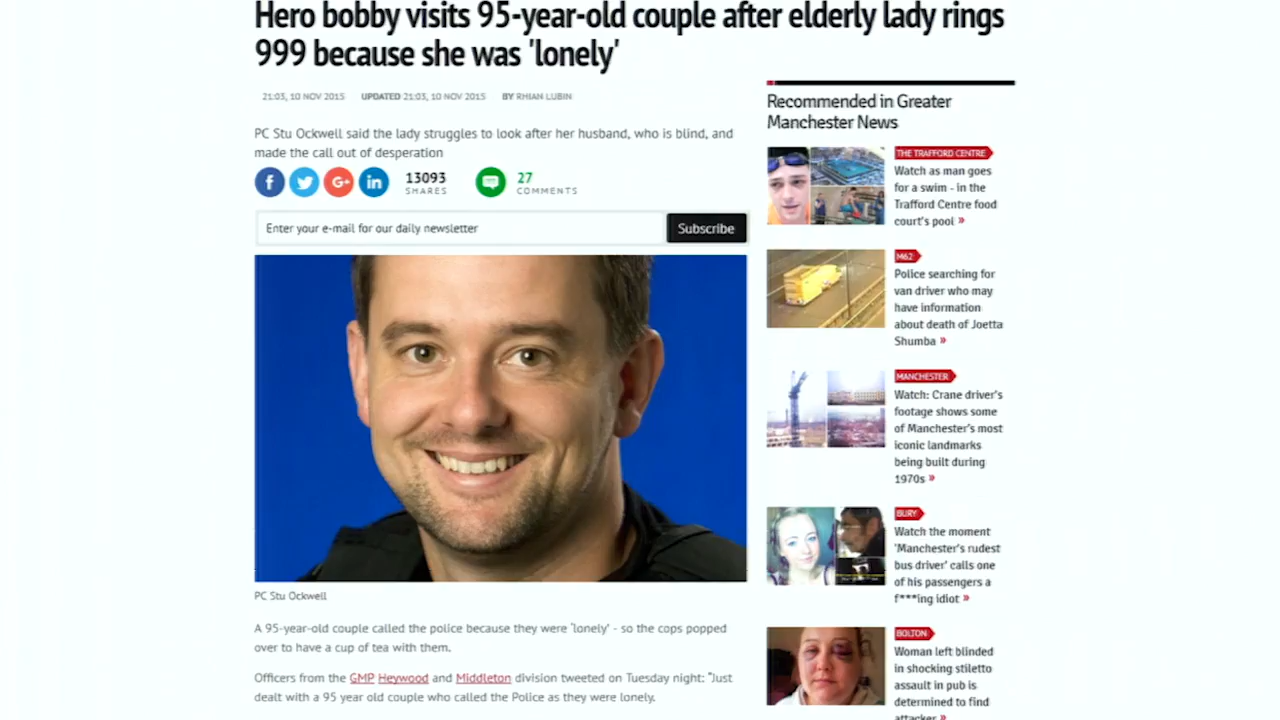 Hero bobby visits 95-year-old couple after elderly lady rings
999 because she was 'lonely'
21:03, 10 NOV 2015 UPDATED 21:03, 10 NOV 2015 BY RHIAN LUBIN
PC Stu Ockwell said the lady struggles to look after her husband, who is blind, and
made the call out of desperation
f G+ in 13093
SHARES
27
COMMENTS
Enter your e-mail for our daily newsletter Subscribe
PC Stu Ockwell
A 95-year-old couple called the police because they were 'lonely' - so the cops popped
over to have a cup of tea with them.
Officers from the GMP Heywood and Middleton division tweeted on Tuesday night: "Just
dealt with a 95 year old couple who called the Police as they were lonely.
Recommended in Greater
Manchester News
THE TRAFFORD CENTRE
Watch as man goes
for a swim - in the
Trafford Centre food
court's pool »
M62
Police searching for
van driver who may
have information
about death of Joetta
Shumba »
MANCHESTER
Watch: Crane driver's
footage shows some
of Manchester's most
iconic landmarks
being built during
1970s »
BURY
Watch the moment
'Manchester's rudest
bus driver' calls one
of his passengers a
f***ing idiot »
BOLTON
Woman left blinded
in shocking stiletto
assault in pub is
determined to find
attacker »